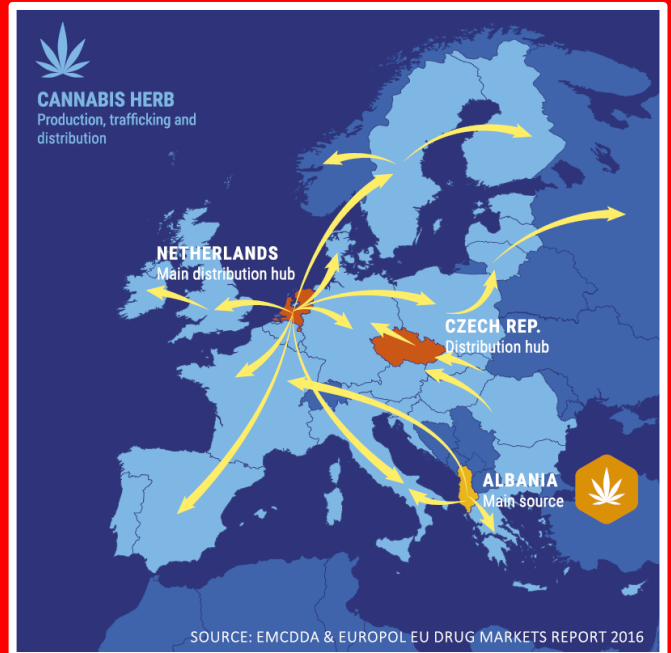 CANNABIS HERB
Production, trafficking and
distribution
NETHERLANDS
Main distribution hub
CZECH REP.
Distribution hub
ALBANIA
Main source
SOURCE: EMCDDA & EUROPOL EU DRUG MARKETS REPORT 2016